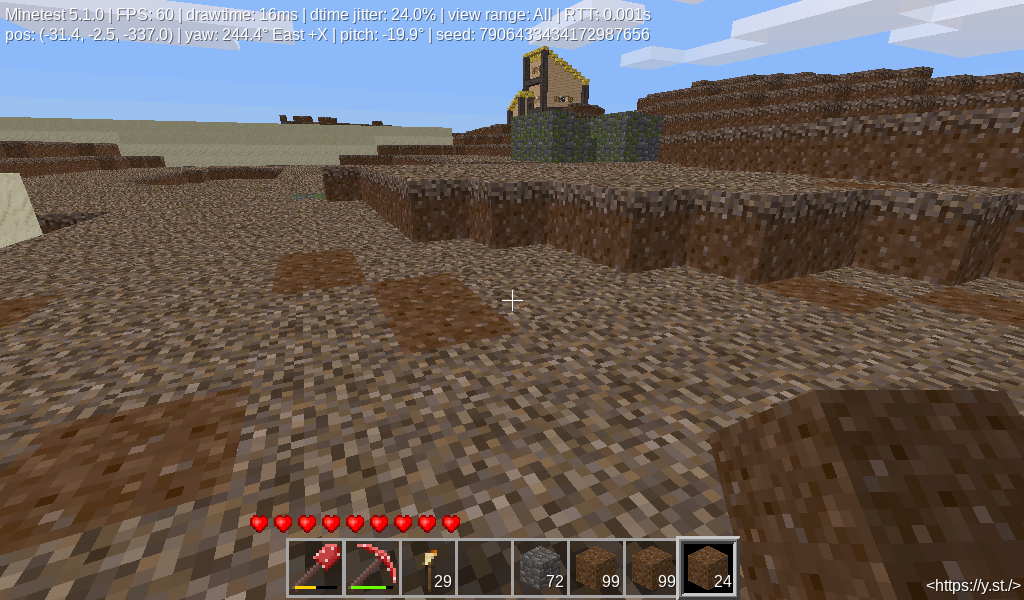 Minetest 5.1.0 | FPS: 60 | drawtime: 16ms | dtime jitter: 24.0% | view range: All | RTT: 0.001s
pos: (-31.4, -2.5, -337.0) | yaw: 244.4° East +X | pitch: -19.9° | seed: 7906433434172987656
29
72
99
99
24
<https://y.st./>